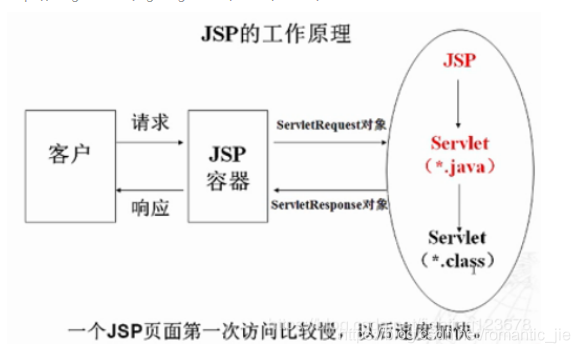 JSP的工作原理
JSP
请求
ServletRequest对象
客户
JSP
容器
Servlet
（*.java）
响应
ServletResponse对象
Servlet
（*.class）
一个JSP页面第一次访问比较慢，以后速度加快。